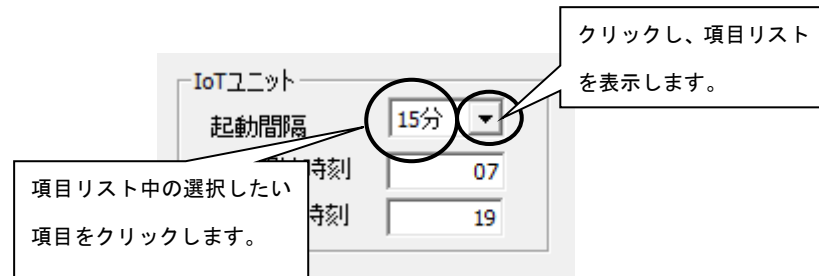 クリックし、項目リスト
を表示します。
IoTユニット
起動間隔
15分
時刻
07
時刻
19
項目リスト中の選択したい
項目をクリックします。